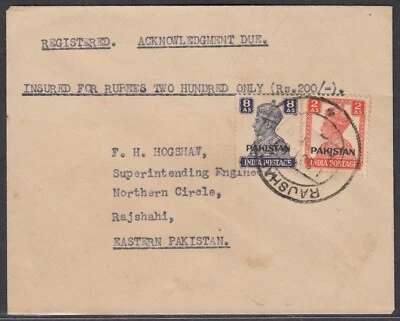 REGISTERED. ACKNOWLEDGMENT DUE.
INSURED FOR RUPEES TWO HUNDRED ONLY (Rs.200/-).
8 AS 8 AS
PAKISTAN
INDIA POSTAGE
2 AS 2 AS
PAKISTAN
INDIA POSTAGE
RAJSHA
F. H. HOGSHAW,
Superintending Engine
Northern Circle,
Rajshahi,
EASTERN PAKISTAN.